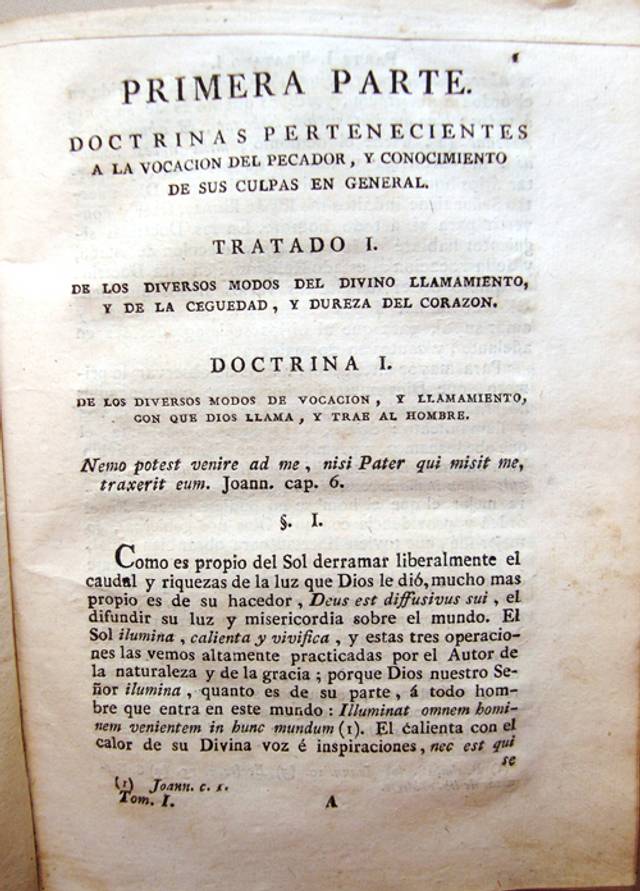 PRIMERA PARTE.
DOCTRINAS PERTENECIENTES
A LA VOCACION DEL PECADOR, Y CONOCIMIENTO
DE SUS CULPAS EN GENERAL.
TRATADO I.
DE LOS DIVERSOS MODOS DEL DIVINO LLAMAMIENTO,
Y DE LA CEGUEDAD, Y DUREZA DEL CORAZON.
DOCTRINA I.
DE LOS DIVERSOS MODOS DE VOCACION, Y LLAMAMIENTO,
CON QUE DIOS LLAMA, Y TRAE AL HOMBRE.
Nemo potest venire ad me, nisi Pater qui misit me,
traxerit eum. Joann. cap. 6.
§. I.
Como es propio del Sol derramar liberalmente el
caudal y riquezas de la luz que Dios le dió, mucho mas
propio es de su hacedor, Deus est diffusivus sui, el
difundir su luz y misericordia sobre el mundo. El
Sol ilumina, calienta y vivifica, y estas tres operacio-
nes las vemos altamente practicadas por el Autor de
la naturaleza y de la gracia; porque Dios nuestro Se-
ñor ilumina, quanto es de su parte, á todo hom-
bre que entra en este mundo: Illuminat omnem homi-
nem venientem in hunc mundum (1). El calienta con el
calor de su Divina voz é inspiraciones, nec est qui
se
(1) Joann. c. 1.
Tom. I. A